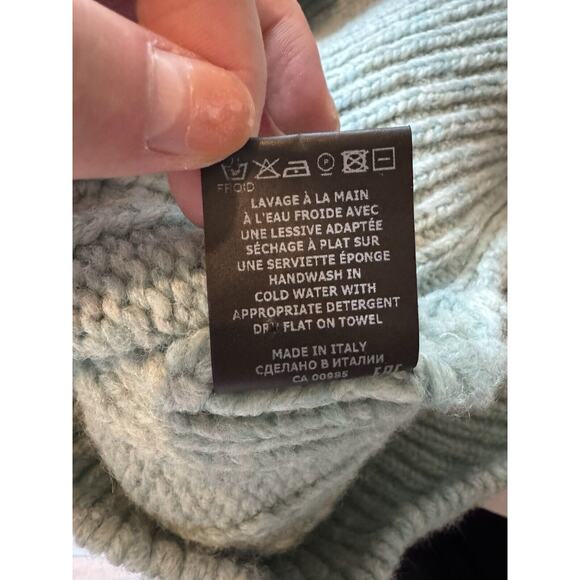 P
FROID
LAVAGE À LA MAIN
À L'EAU FROIDE AVEC
UNE LESSIVE ADAPTÉE
SÉCHAGE À PLAT SUR
UNE SERVIETTE ÉPONGE
HANDWASH IN
COLD WATER WITH
APPROPRIATE DETERGENT
DRY FLAT ON TOWEL
MADE IN ITALY
СДЕЛАНО В ИТАЛИИ
CA 00985